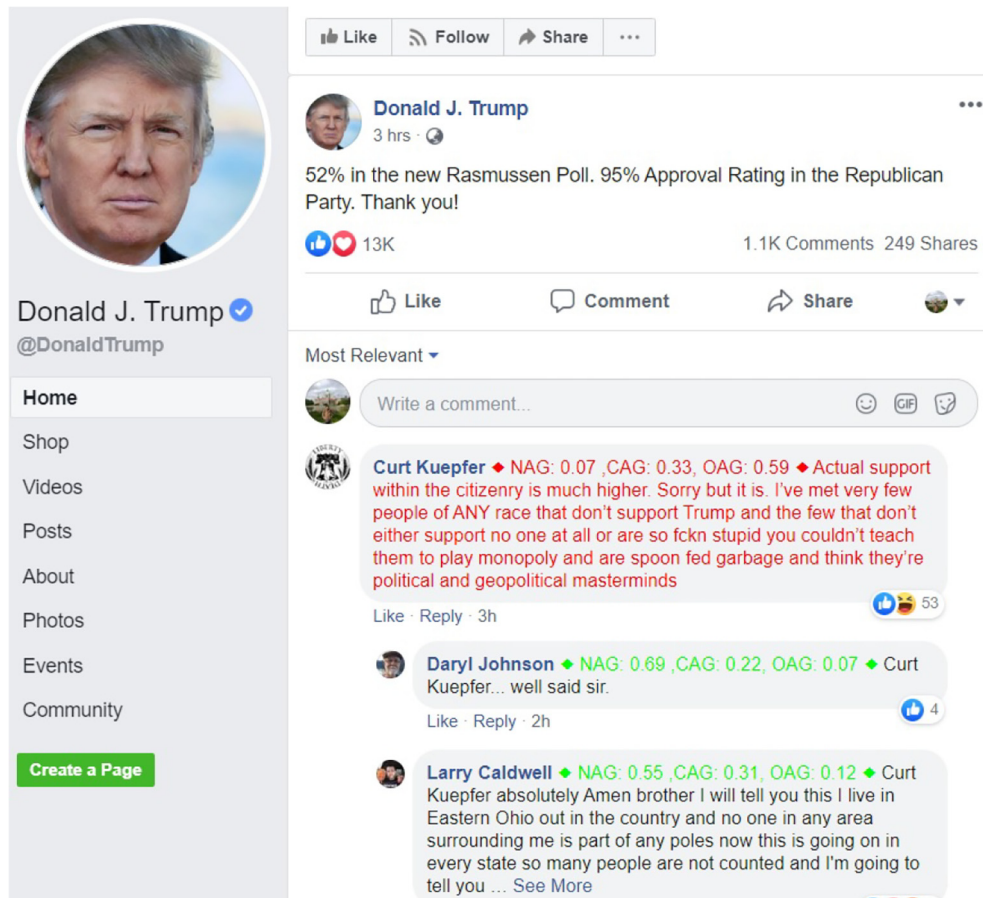 Like Follow Share ...
Donald J. Trump
3 hrs ·
52% in the new Rasmussen Poll. 95% Approval Rating in the Republican
Party. Thank you!
13K 1.1K Comments 249 Shares
Like Comment Share
Donald J. Trump
@DonaldTrump
Home
Shop
Videos
Posts
About
Photos
Events
Community
Create a Page
Most Relevant
Write a comment... GIF
Curt Kuepfer ◆ NAG: 0.07 ,CAG: 0.33, OAG: 0.59 ◆ Actual support
within the citizenry is much higher. Sorry but it is. I've met very few
people of ANY race that don't support Trump and the few that don't
either support no one at all or are so fckn stupid you couldn't teach
them to play monopoly and are spoon fed garbage and think they're
political and geopolitical masterminds
53
Like · Reply · 3h
Daryl Johnson ◆ NAG: 0.69 ,CAG: 0.22, OAG: 0.07 ◆ Curt
Kuepfer... well said sir.
4
Like · Reply · 2h
Larry Caldwell ◆ NAG: 0.55 ,CAG: 0.31, OAG: 0.12 ◆ Curt
Kuepfer absolutely Amen brother I will tell you this I live in
Eastern Ohio out in the country and no one in any area
surrounding me is part of any poles now this is going on in
every state so many people are not counted and I'm going to
tell you ... See More